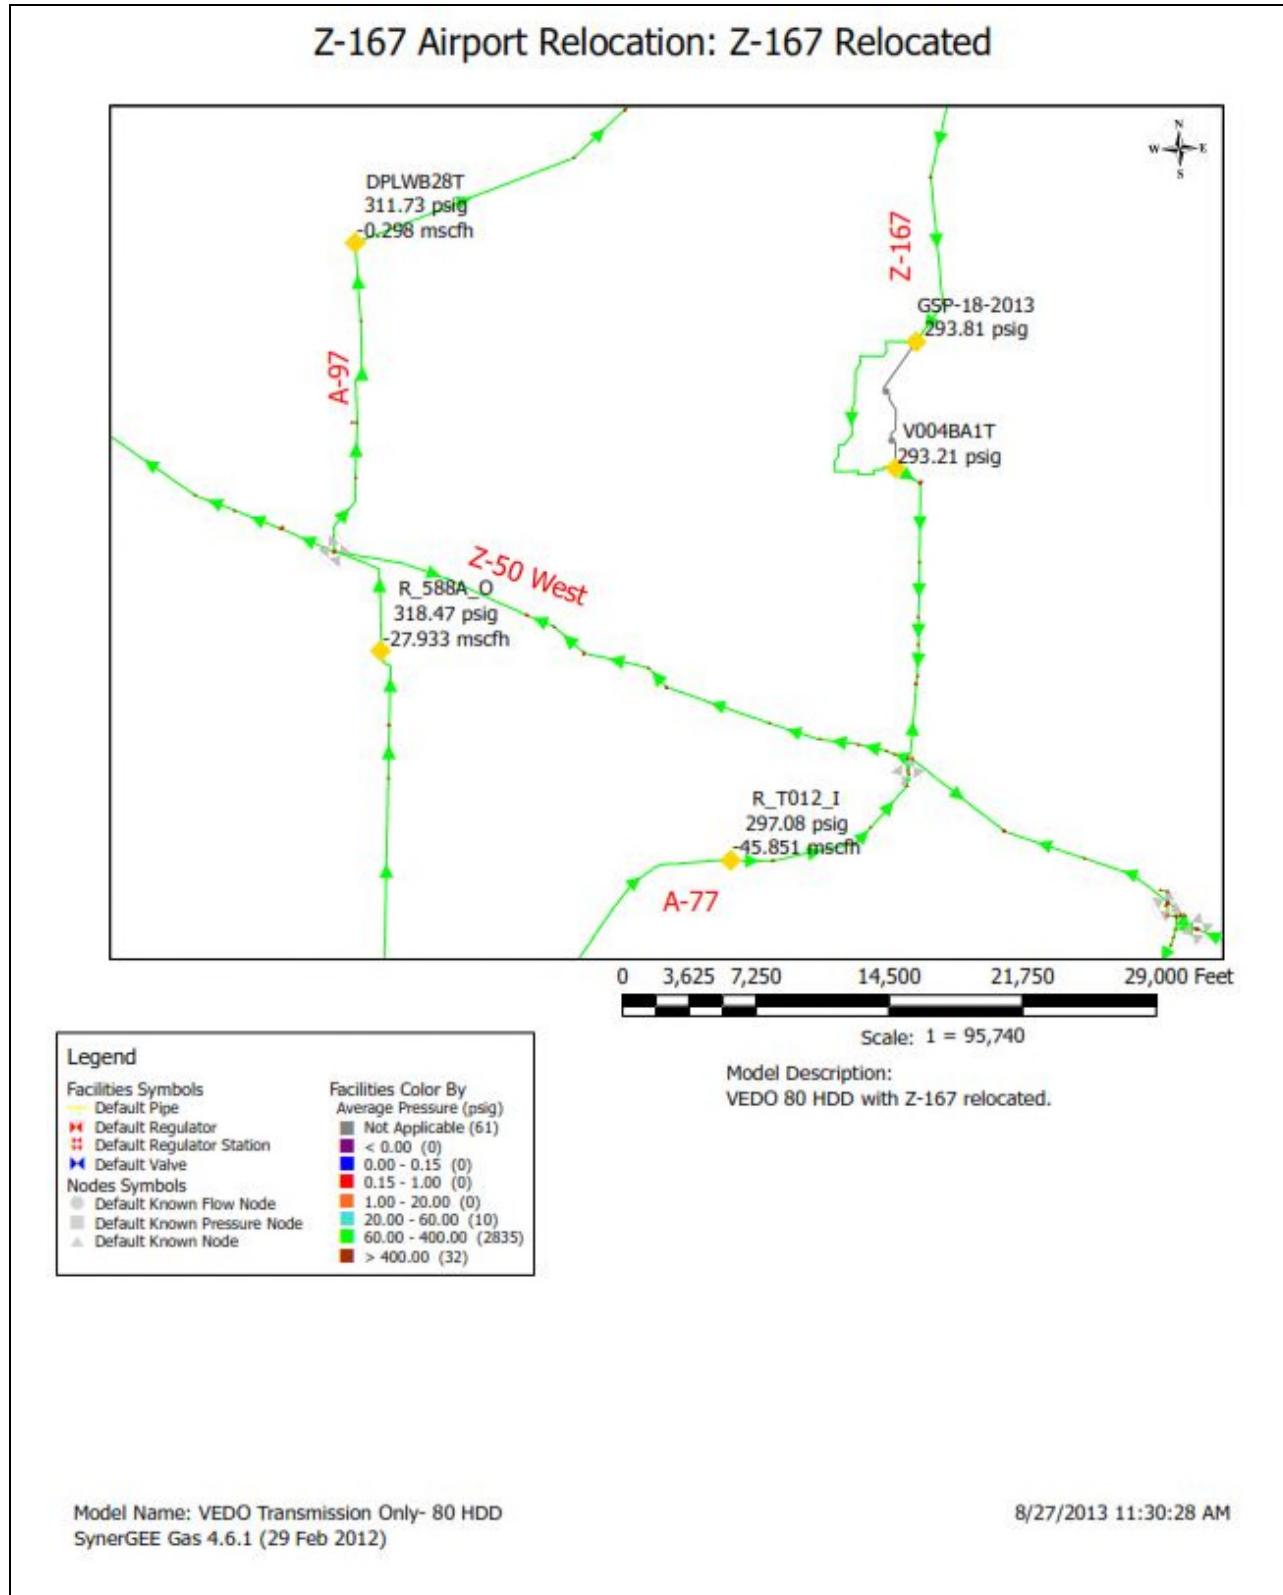 Z-167 Airport Relocation: Z-167 Relocated
N
W E
S
DPLWB28T
311.73 psig
-0.298 mscfh
Z-167
GSP-18-2013
293.81 psig
A-97
V004BA1T
293.21 psig
Z-50 West
R_588A_O
318.47 psig
-27.933 mscfh
R_T012_I
297.08 psig
-45.851 mscfh
A-77
0 3,625 7,250 14,500 21,750 29,000 Feet
Scale: 1 = 95,740
Model Description:
VEDO 80 HDD with Z-167 relocated.
Legend
Facilities Symbols
Default Pipe
Default Regulator
Default Regulator Station
Default Valve
Nodes Symbols
Default Known Flow Node
Default Known Pressure Node
Default Known Node
Facilities Color By
Average Pressure (psig)
Not Applicable (61)
< 0.00 (0)
0.00 - 0.15 (0)
0.15 - 1.00 (0)
1.00 - 20.00 (0)
20.00 - 60.00 (10)
60.00 - 400.00 (2835)
> 400.00 (32)
Model Name: VEDO Transmission Only- 80 HDD
SynerGEE Gas 4.6.1 (29 Feb 2012)
8/27/2013 11:30:28 AM